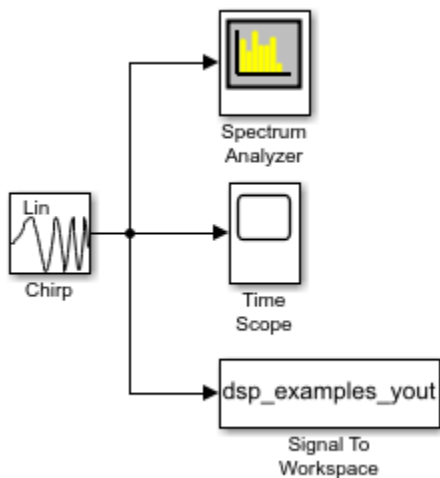 Spectrum
Analyzer
Lin
Chirp
Time
Scope
dsp_examples_yout
Signal To
Workspace